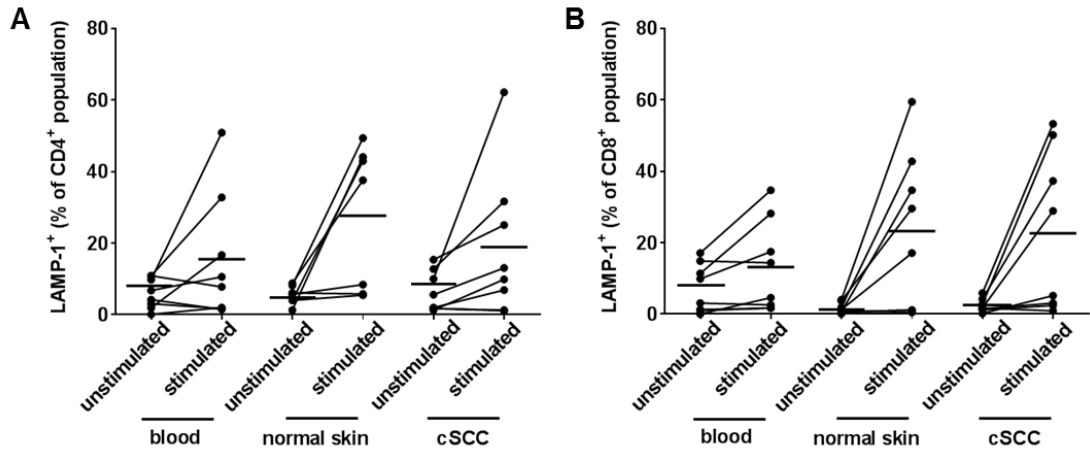 A
LAMP-1⁺ (% of CD4⁺ population)
80
60
40
20
0
unstimulated
stimulated
unstimulated
stimulated
unstimulated
stimulated
blood
normal skin
cSCC
B
LAMP-1⁺ (% of CD8⁺ population)
80
60
40
20
0
unstimulated
stimulated
unstimulated
stimulated
unstimulated
stimulated
blood
normal skin
cSCC